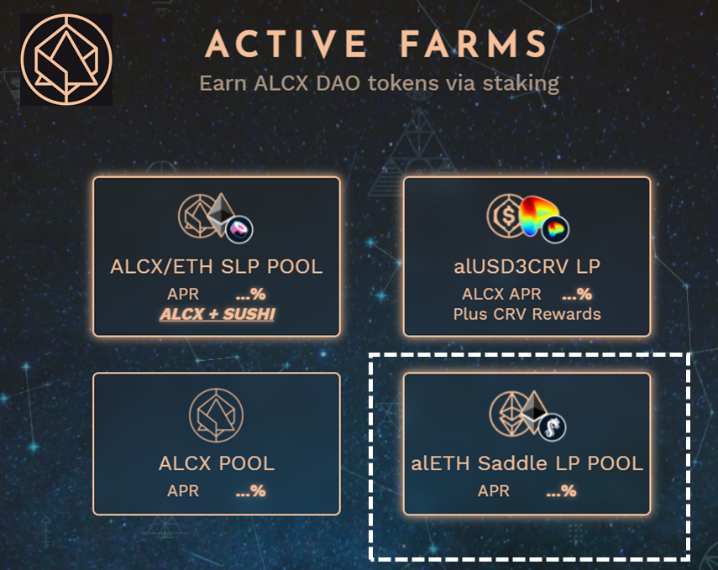 ACTIVE FARMS
Earn ALCX DAO tokens via staking
ALCX/ETH SLP POOL
APR ...%
ALCX + SUSHI
alUSD3CRV LP
ALCX APR ...%
Plus CRV Rewards
ALCX POOL
APR ...%
alETH Saddle LP POOL
APR ...%